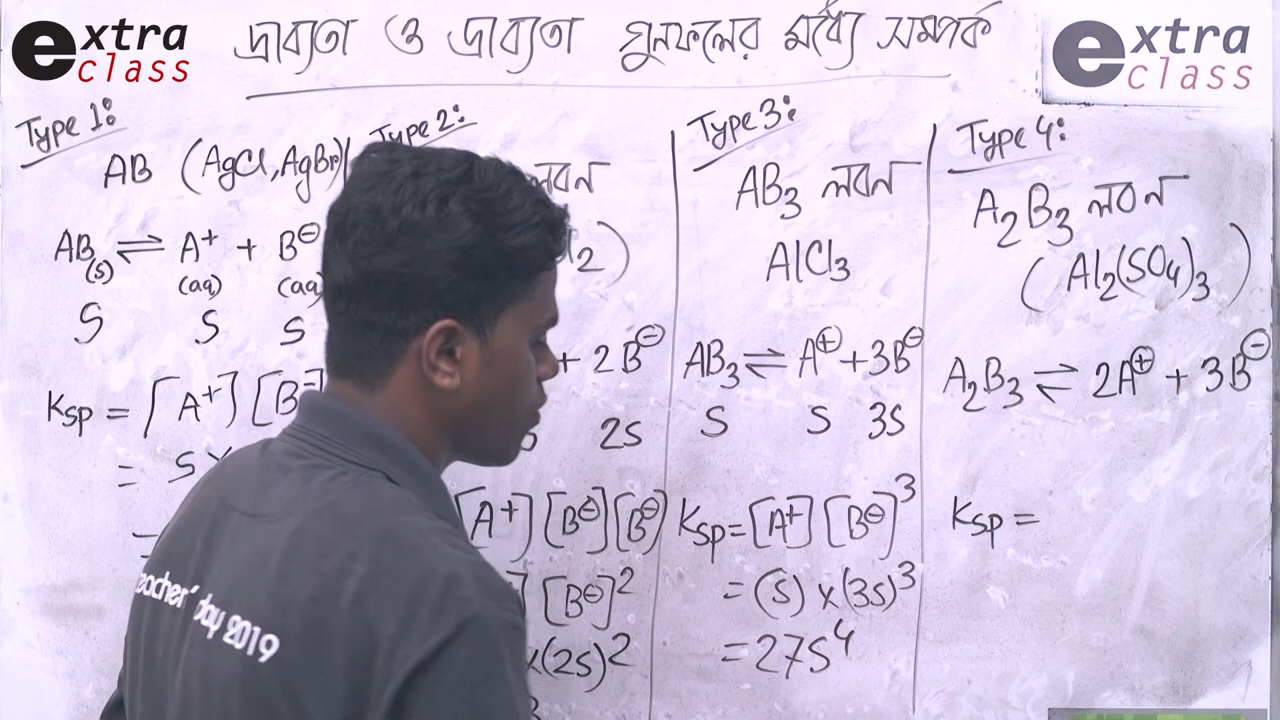 extra class
দ্রাব্যতা ও দ্রাব্যতা গুনফলের মধ্যে সম্পর্ক
extra class
Type 1:
AB (AgCl, AgBr)
AB(s) ⇌ A⁺ + B⊖
(aq) (aq)
S S S
Ksp = [A⁺] [B⁻]
= S ×
=
Type 2:
লবন
l₂)
+ 2B⊖
2S
[A⁺] [B⊖] [B⊖]
] [B⊖]²
×(2S)²
Type 3:
AB₃ লবন
AlCl₃
AB₃ ⇌ A⊕ + 3B⊖
S S 3S
Ksp = [A⁺] [B⊖]³
= (S) × (3S)³
= 27S⁴
Type 4:
A₂B₃ লবন
(Al₂(SO₄)₃)
A₂B₃ ⇌ 2A⊕ + 3B⊖
Ksp =
eacher' day 2019